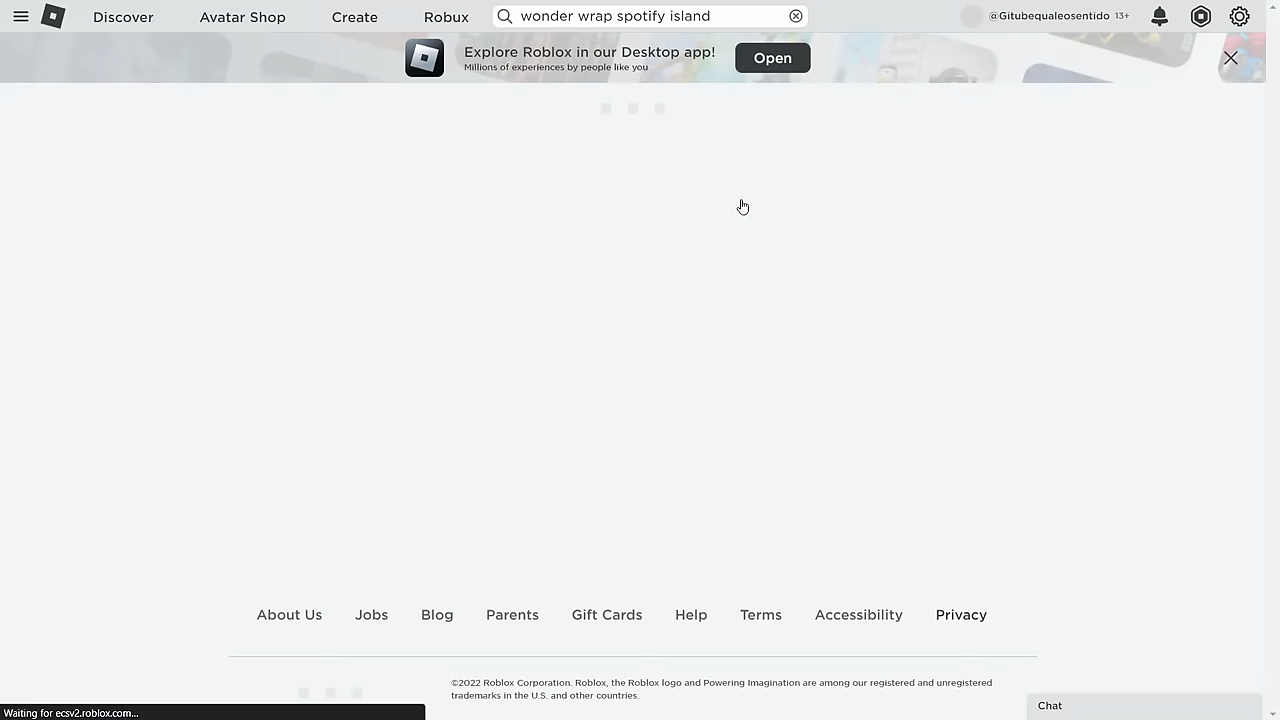 Discover
Avatar Shop
Create
Robux
wonder wrap spotify island
@Gitubequaleosentido 13+
Explore Roblox in our Desktop app!
Millions of experiences by people like you
Open
About Us
Jobs
Blog
Parents
Gift Cards
Help
Terms
Accessibility
Privacy
©2022 Roblox Corporation. Roblox, the Roblox logo and Powering Imagination are among our registered and unregistered
trademarks in the U.S. and other countries.
Chat
Waiting for ecsv2.roblox.com...